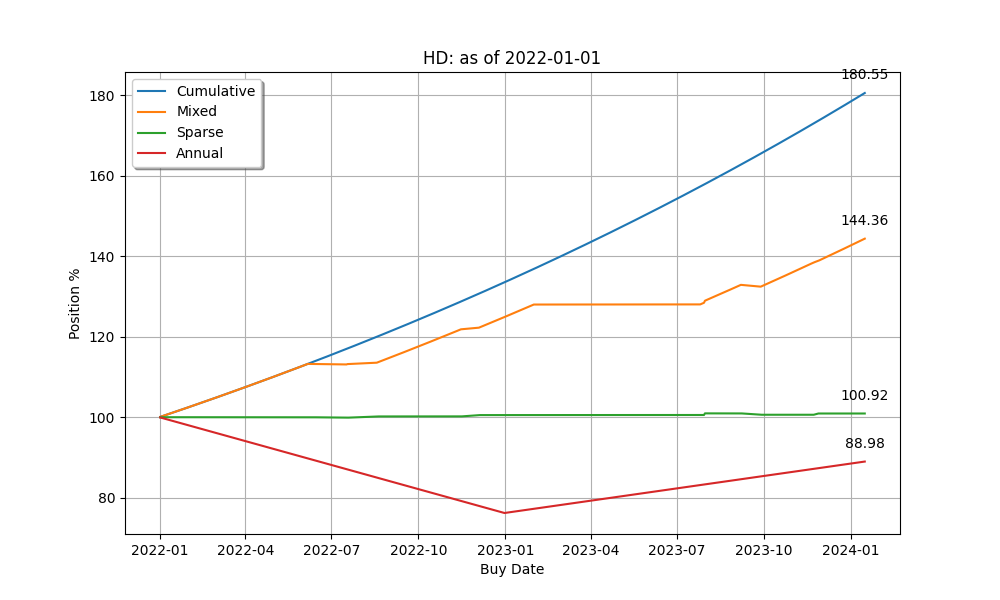 HD: as of 2022-01-01
Cumulative
Mixed
Sparse
Annual
180.55
144.36
100.92
88.98
180
160
140
120
100
80
Position %
2022-01 2022-04 2022-07 2022-10 2023-01 2023-04 2023-07 2023-10 2024-01
Buy Date